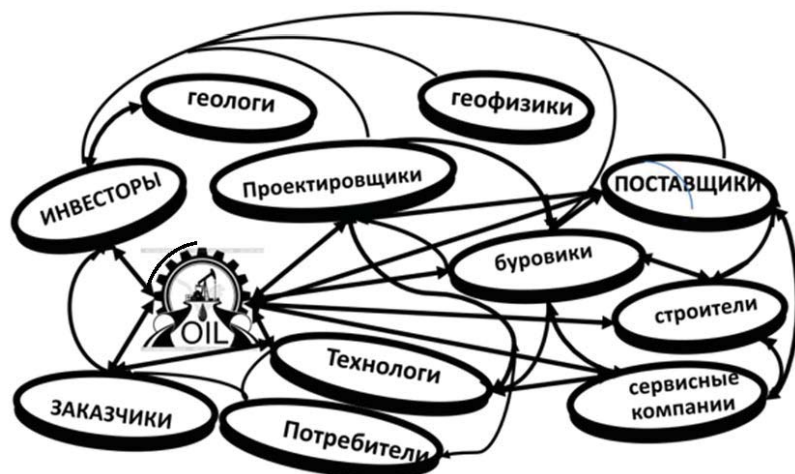 геологи
геофизики
ИНВЕСТОРЫ
Проектировщики
ПОСТАВЩИКИ
буровики
OIL
строители
Технологи
сервисные
компании
ЗАКАЗЧИКИ
Потребители